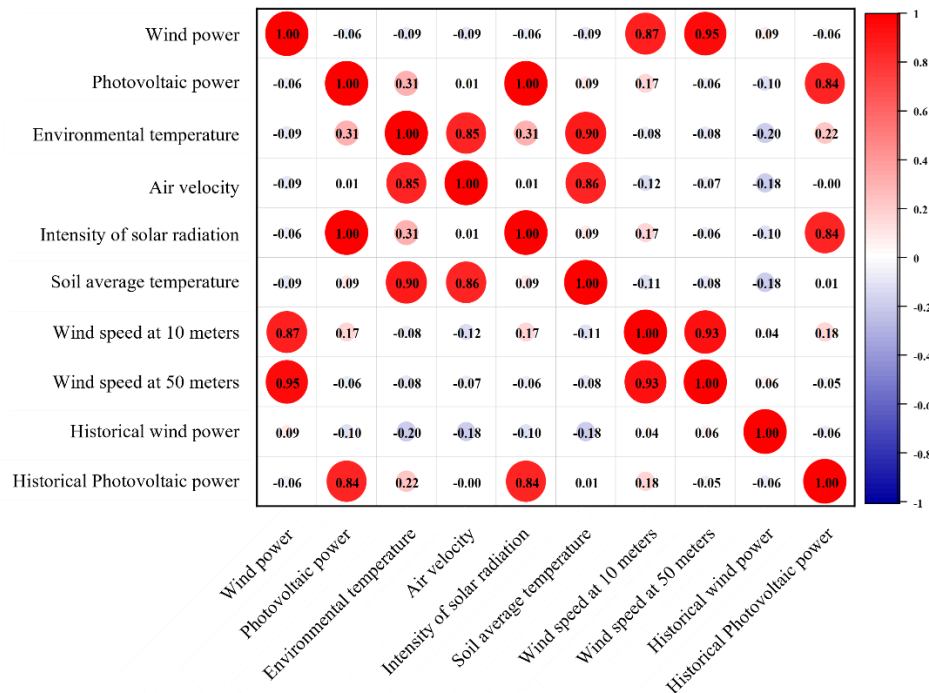 Wind power 1.00 -0.06 -0.09 -0.09 -0.06 -0.09 0.87 0.95 0.09 -0.06
Photovoltaic power -0.06 1.00 0.31 0.01 1.00 0.09 0.17 -0.06 -0.10 0.84
Environmental temperature -0.09 0.31 1.00 0.85 0.31 0.90 -0.08 -0.08 -0.20 0.22
Air velocity -0.09 0.01 0.85 1.00 0.01 0.86 -0.12 -0.07 -0.18 -0.00
Intensity of solar radiation -0.06 1.00 0.31 0.01 1.00 0.09 0.17 -0.06 -0.10 0.84
Soil average temperature -0.09 0.09 0.90 0.86 0.09 1.00 -0.11 -0.08 -0.18 0.01
Wind speed at 10 meters 0.87 0.17 -0.08 -0.12 0.17 -0.11 1.00 0.93 0.04 0.18
Wind speed at 50 meters 0.95 -0.06 -0.08 -0.07 -0.06 -0.08 0.93 1.00 0.06 -0.05
Historical wind power 0.09 -0.10 -0.20 -0.18 -0.10 -0.18 0.04 0.06 1.00 -0.06
Historical Photovoltaic power -0.06 0.84 0.22 -0.00 0.84 0.01 0.18 -0.05 -0.06 1.00
Wind power
Photovoltaic power
Environmental temperature
Air velocity
Intensity of solar radiation
Soil average temperature
Wind speed at 10 meters
Wind speed at 50 meters
Historical wind power
Historical Photovoltaic power
1
0.8
0.6
0.4
0.2
0
-0.2
-0.4
-0.6
-0.8
-1